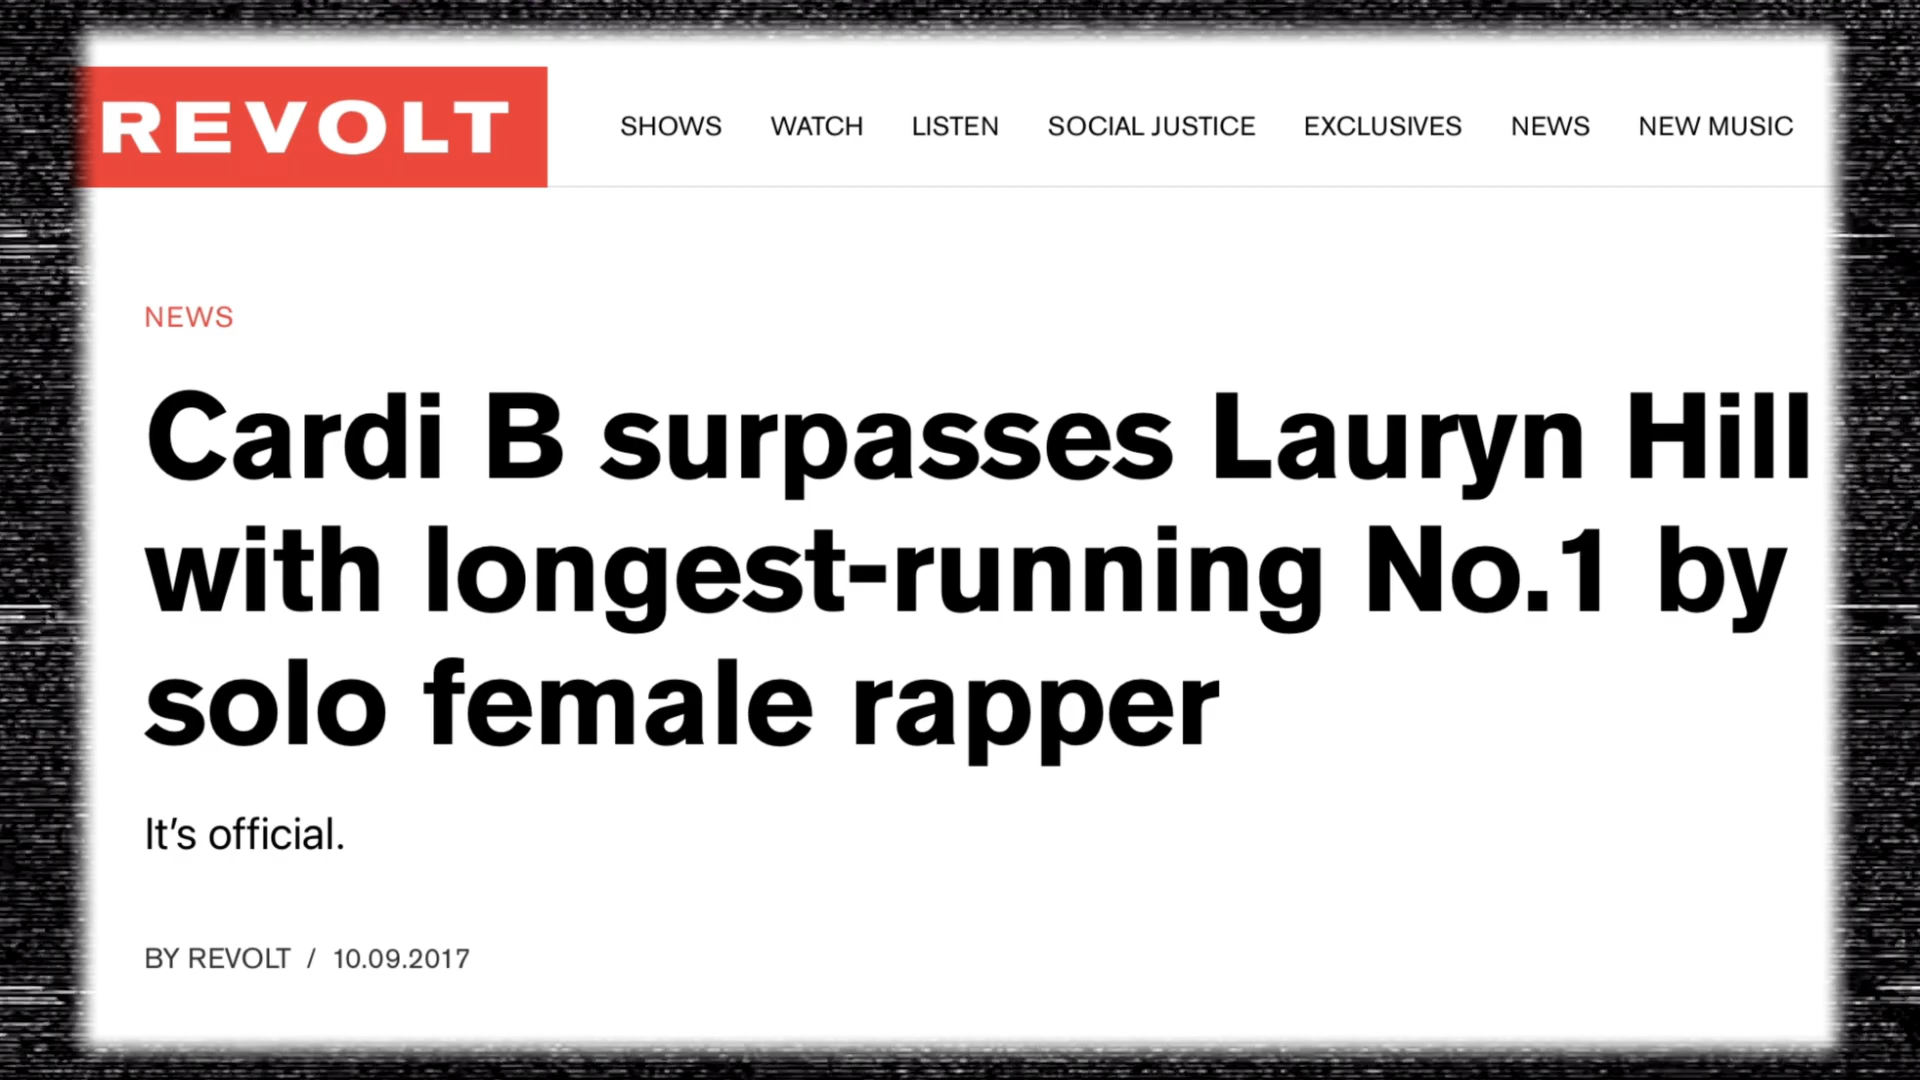 REVOLT
SHOWS WATCH LISTEN SOCIAL JUSTICE EXCLUSIVES NEWS NEW MUSIC
NEWS
Cardi B surpasses Lauryn Hill
with longest-running No.1 by
solo female rapper
It’s official.
BY REVOLT / 10.09.2017